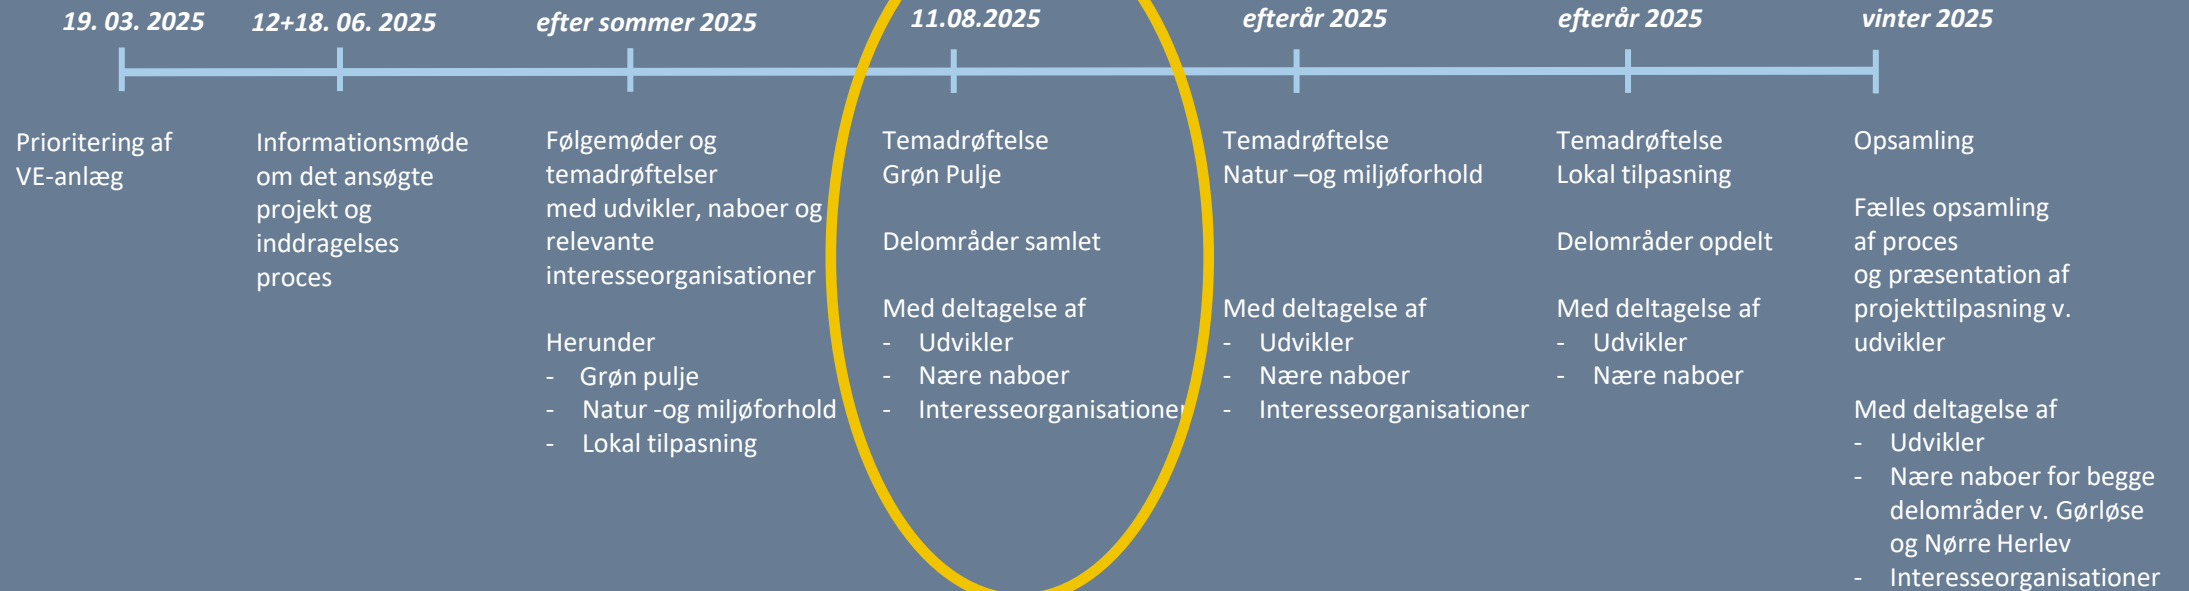 19. 03. 2025
Prioritering af
VE-anlæg
12+18. 06. 2025
Informationsmøde
om det ansøgte
projekt og
inddragelses
proces
efter sommer 2025
Følgemøder og
temadrøftelser
med udvikler, naboer og
relevante
interesseorganisationer
Herunder
- Grøn pulje
- Natur -og miljøforhold
- Lokal tilpasning
11.08.2025
Temadrøftelse
Grøn Pulje
Delområder samlet
Med deltagelse af
- Udvikler
- Nære naboer
- Interesseorganisationer
efterår 2025
Temadrøftelse
Natur –og miljøforhold
Med deltagelse af
- Udvikler
- Nære naboer
- Interesseorganisationer
efterår 2025
Temadrøftelse
Lokal tilpasning
Delområder opdelt
Med deltagelse af
- Udvikler
- Nære naboer
vinter 2025
Opsamling
Fælles opsamling
af proces
og præsentation af
projekttilpasning v.
udvikler
Med deltagelse af
- Udvikler
- Nære naboer for begge
delområder v. Gørløse
og Nørre Herlev
- Interesseorganisationer